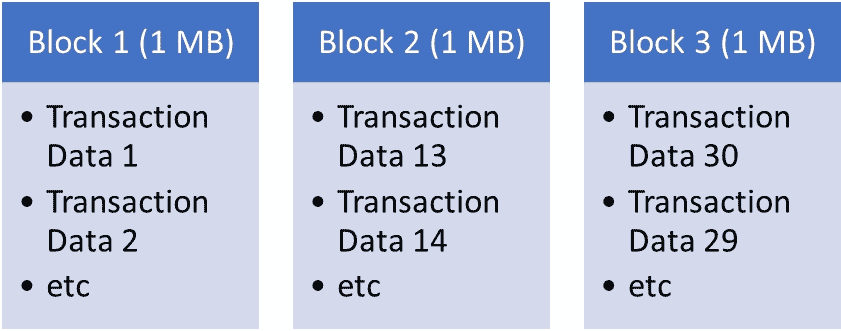 Block 1 (1 MB)
• Transaction
Data 1
• Transaction
Data 2
• etc
Block 2 (1 MB)
• Transaction
Data 13
• Transaction
Data 14
• etc
Block 3 (1 MB)
• Transaction
Data 30
• Transaction
Data 29
• etc